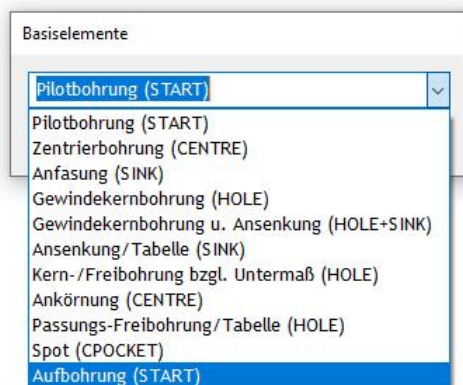 Basiselemente
Pilotbohrung (START)
Pilotbohrung (START)
Zentrierbohrung (CENTRE)
Anfasung (SINK)
Gewindekernbohrung (HOLE)
Gewindekernbohrung u. Ansenkung (HOLE+SINK)
Ansenkung/Tabelle (SINK)
Kern-/Freibohrung bzgl. Untermaß (HOLE)
Ankörnung (CENTRE)
Passungs-Freibohrung/Tabelle (HOLE)
Spot (CPOCKET)
Aufbohrung (START)